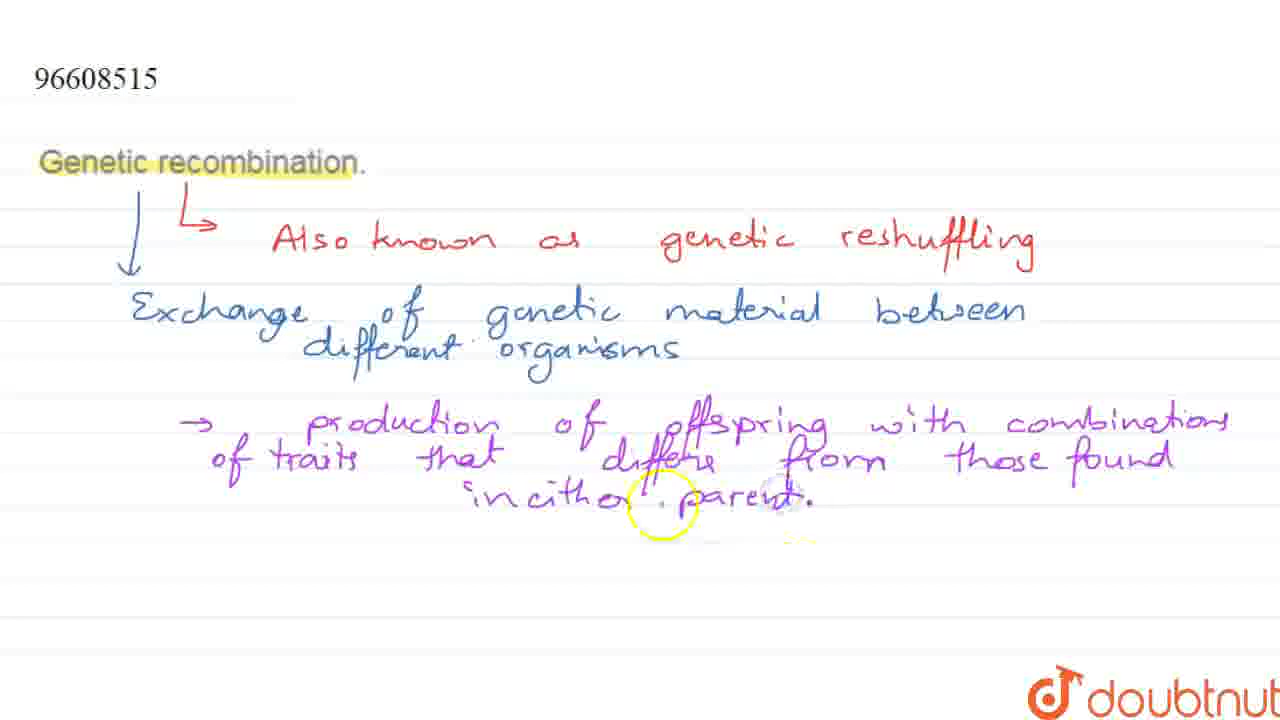 96608515
Genetic recombination.
Also known as genetic reshuffling
Exchange of genetic material between
different organisms
→ production of offspring with combinations
of traits that differe from those found
in either parent.
doubtnut